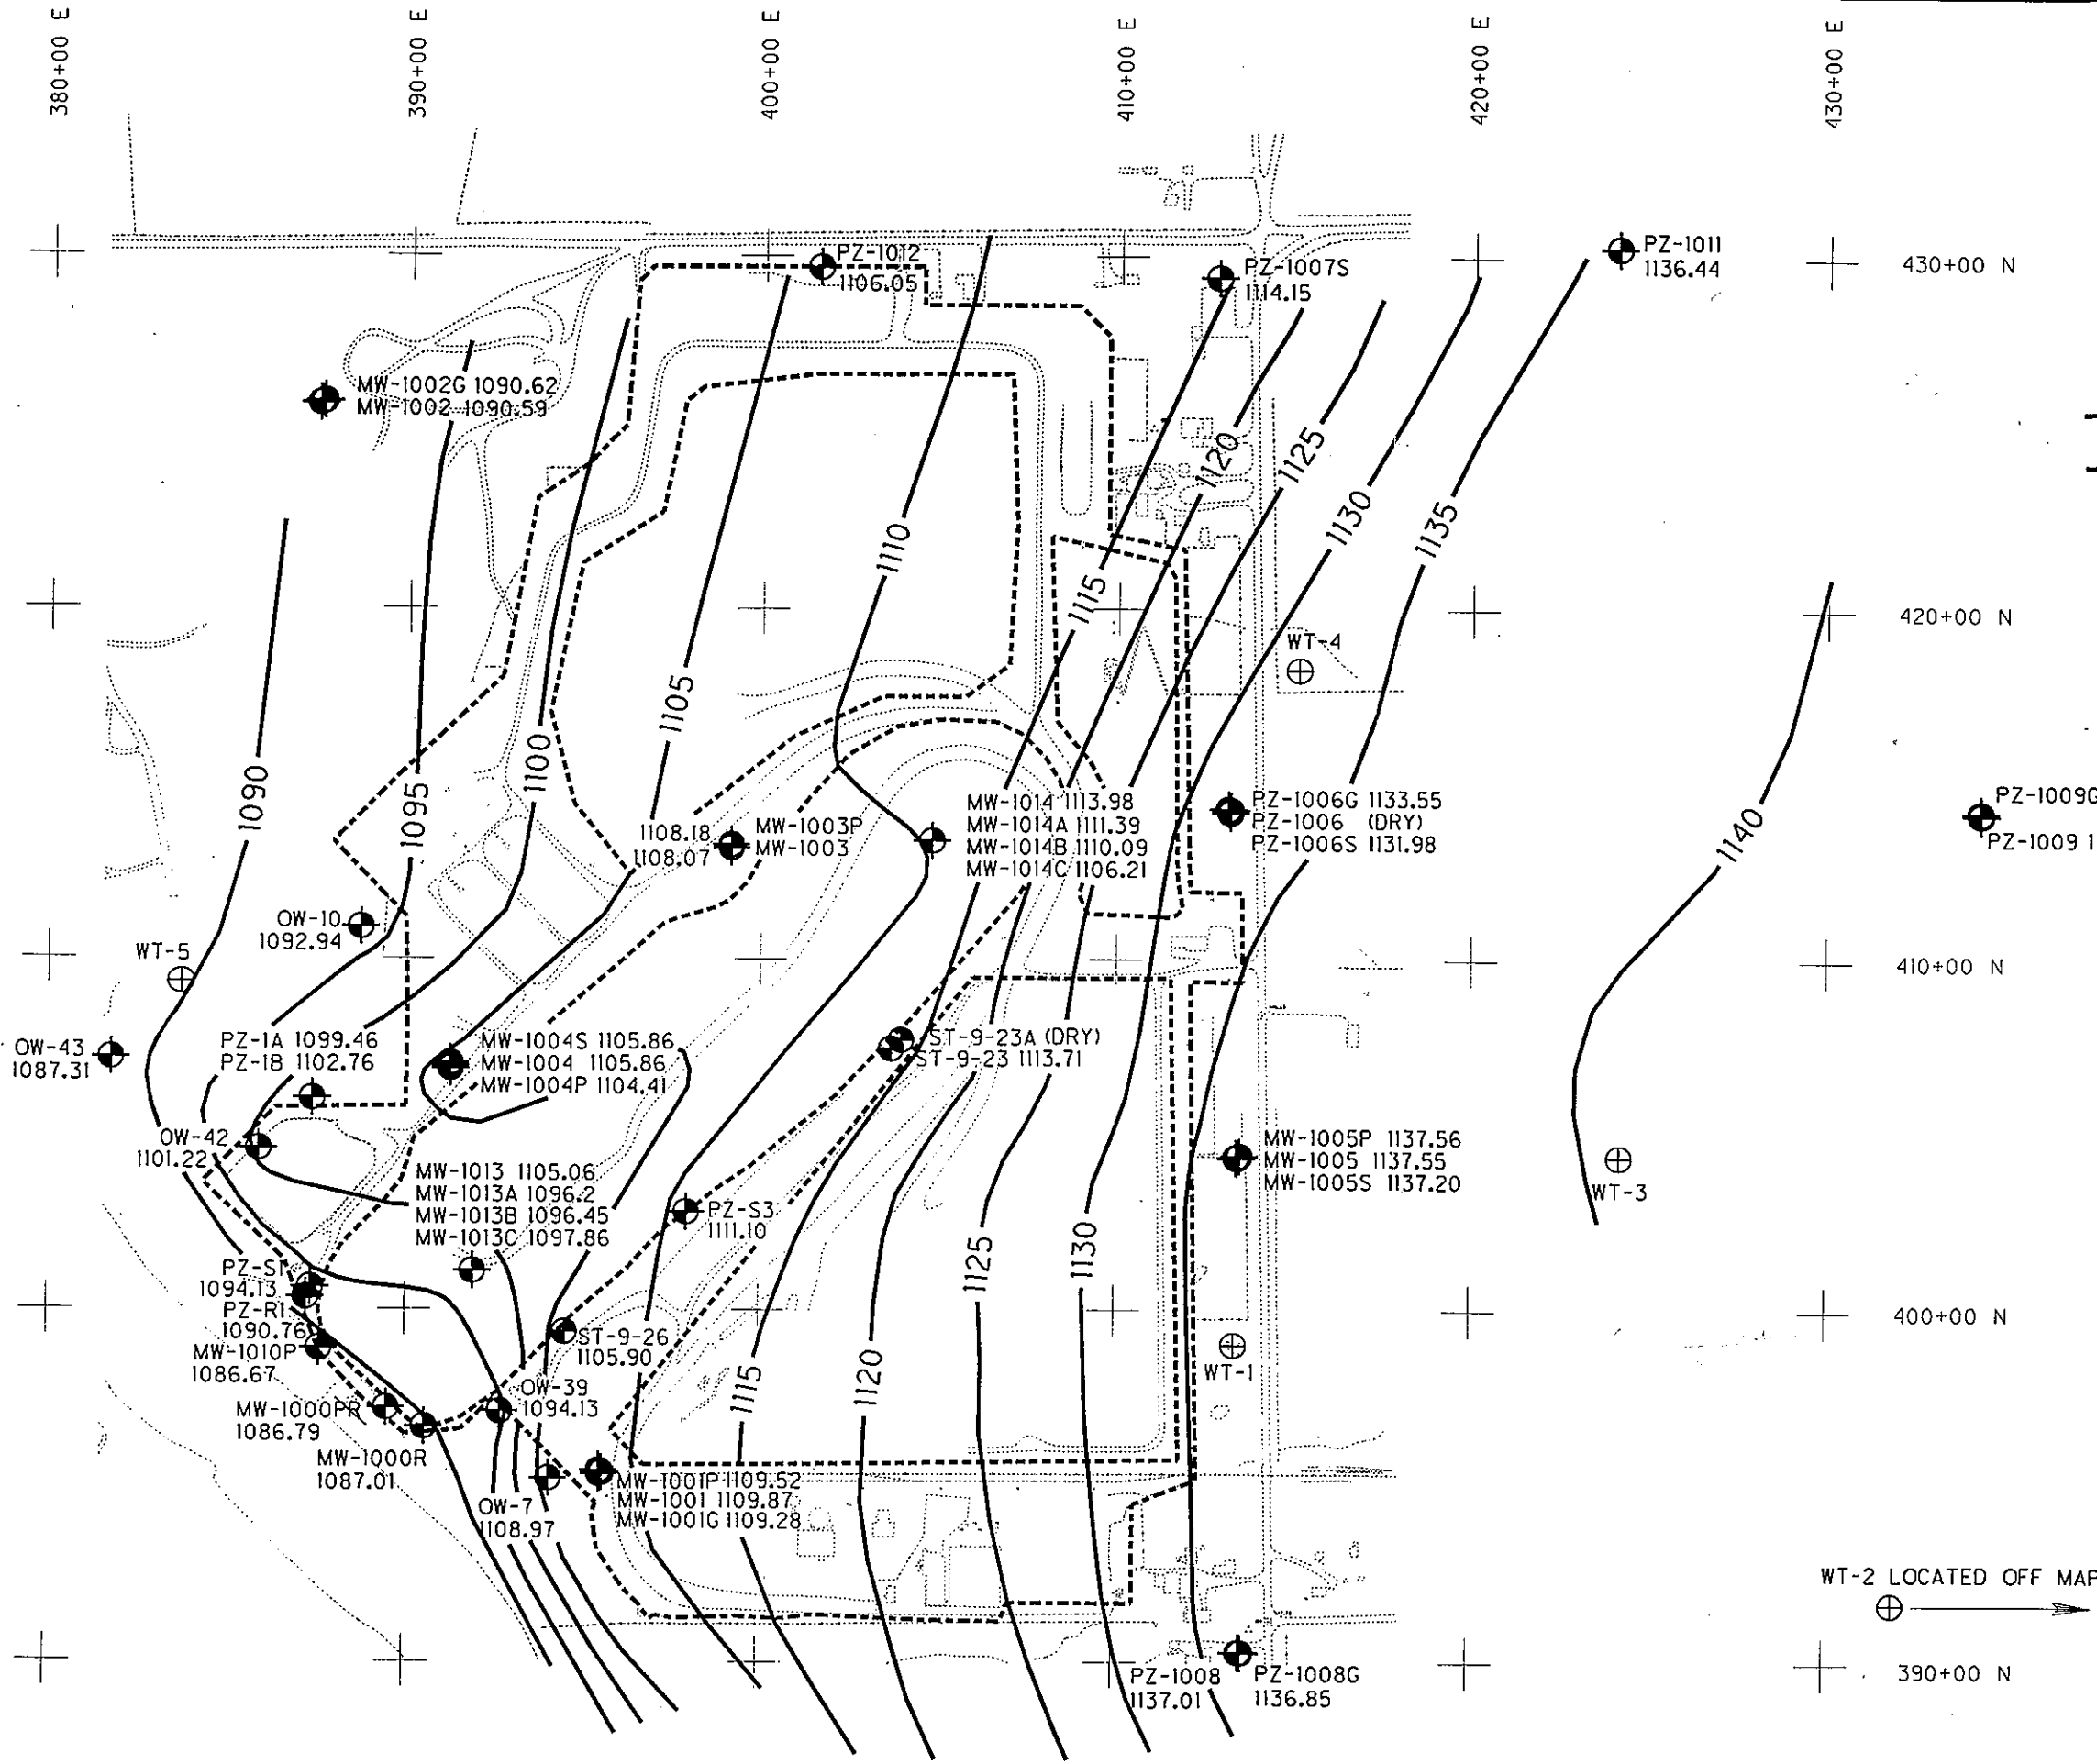 380+00 E
390+00 E
400+00 E
410+00 E
420+00 E
430+00 E
PZ-1012
1106.05
PZ-1007S
1114.15
PZ-1011
1136.44
430+00 N
MW-1002G 1090.62
MW-1002 1090.59
1120
1125
1130
1135
1110
1115
420+00 N
WT-4
1105
1100
1090
1095
1140
MW-1014 1113.98
MW-1014A 1111.39
MW-1014B 1110.09
MW-1014C 1106.21
PZ-1006G 1133.55
PZ-1006 (DRY)
PZ-1006S 1131.98
PZ-1009G
PZ-1009 1
1108.18
1108.07
MW-1003P
MW-1003
OW-10
1092.94
WT-5
410+00 N
OW-43
1087.31
PZ-1A 1099.46
PZ-1B 1102.76
MW-1004S 1105.86
MW-1004 1105.86
MW-1004P 1104.41
ST-9-23A (DRY)
ST-9-23 1113.71
OW-42
1101.22
MW-1013 1105.06
MW-1013A 1096.2
MW-1013B 1096.45
MW-1013C 1097.86
PZ-S3
1111.10
MW-1005P 1137.56
MW-1005 1137.55
MW-1005S 1137.20
WT-3
1125
1130
PZ-S1
1094.13
PZ-R1
1090.76
MW-1010P
1086.67
ST-9-26
1105.90
400+00 N
WT-1
1115
1120
OW-39
1094.13
MW-1000PR
1086.79
MW-1000R
1087.01
OW-7
1108.97
MW-1001P 1109.52
MW-1001 1109.87
MW-1001G 1109.28
WT-2 LOCATED OFF MAP
PZ-1008
1137.01
PZ-1008G
1136.85
390+00 N